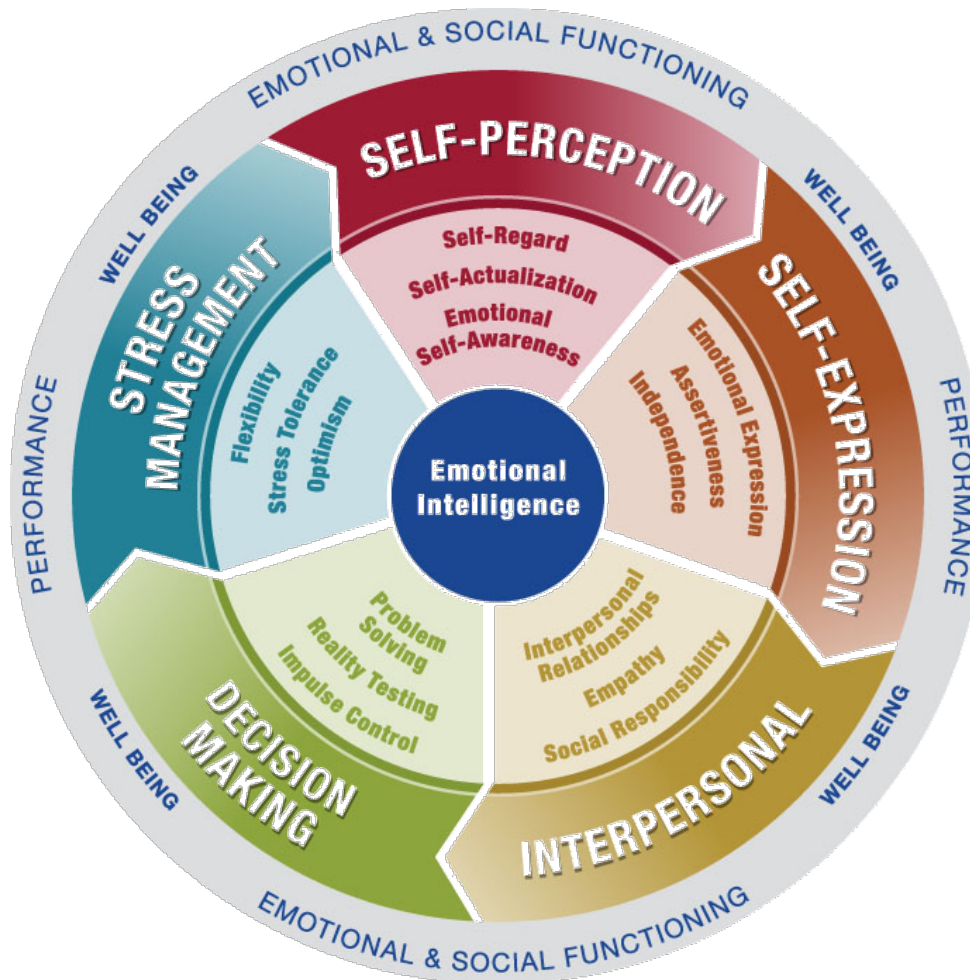 EMOTIONAL & SOCIAL FUNCTIONING
WELL BEING
WELL BEING
PERFORMANCE
PERFORMANCE
WELL BEING
WELL BEING
EMOTIONAL & SOCIAL FUNCTIONING
SELF-PERCEPTION
Self-Regard
Self-Actualization
Emotional
Self-Awareness
SELF-EXPRESSION
Emotional Expression
Assertiveness
Independence
INTERPERSONAL
Interpersonal
Relationships
Empathy
Social Responsibility
DECISION
MAKING
Problem
Solving
Reality Testing
Impulse Control
STRESS
MANAGEMENT
Flexibility
Stress Tolerance
Optimism
Emotional
Intelligence